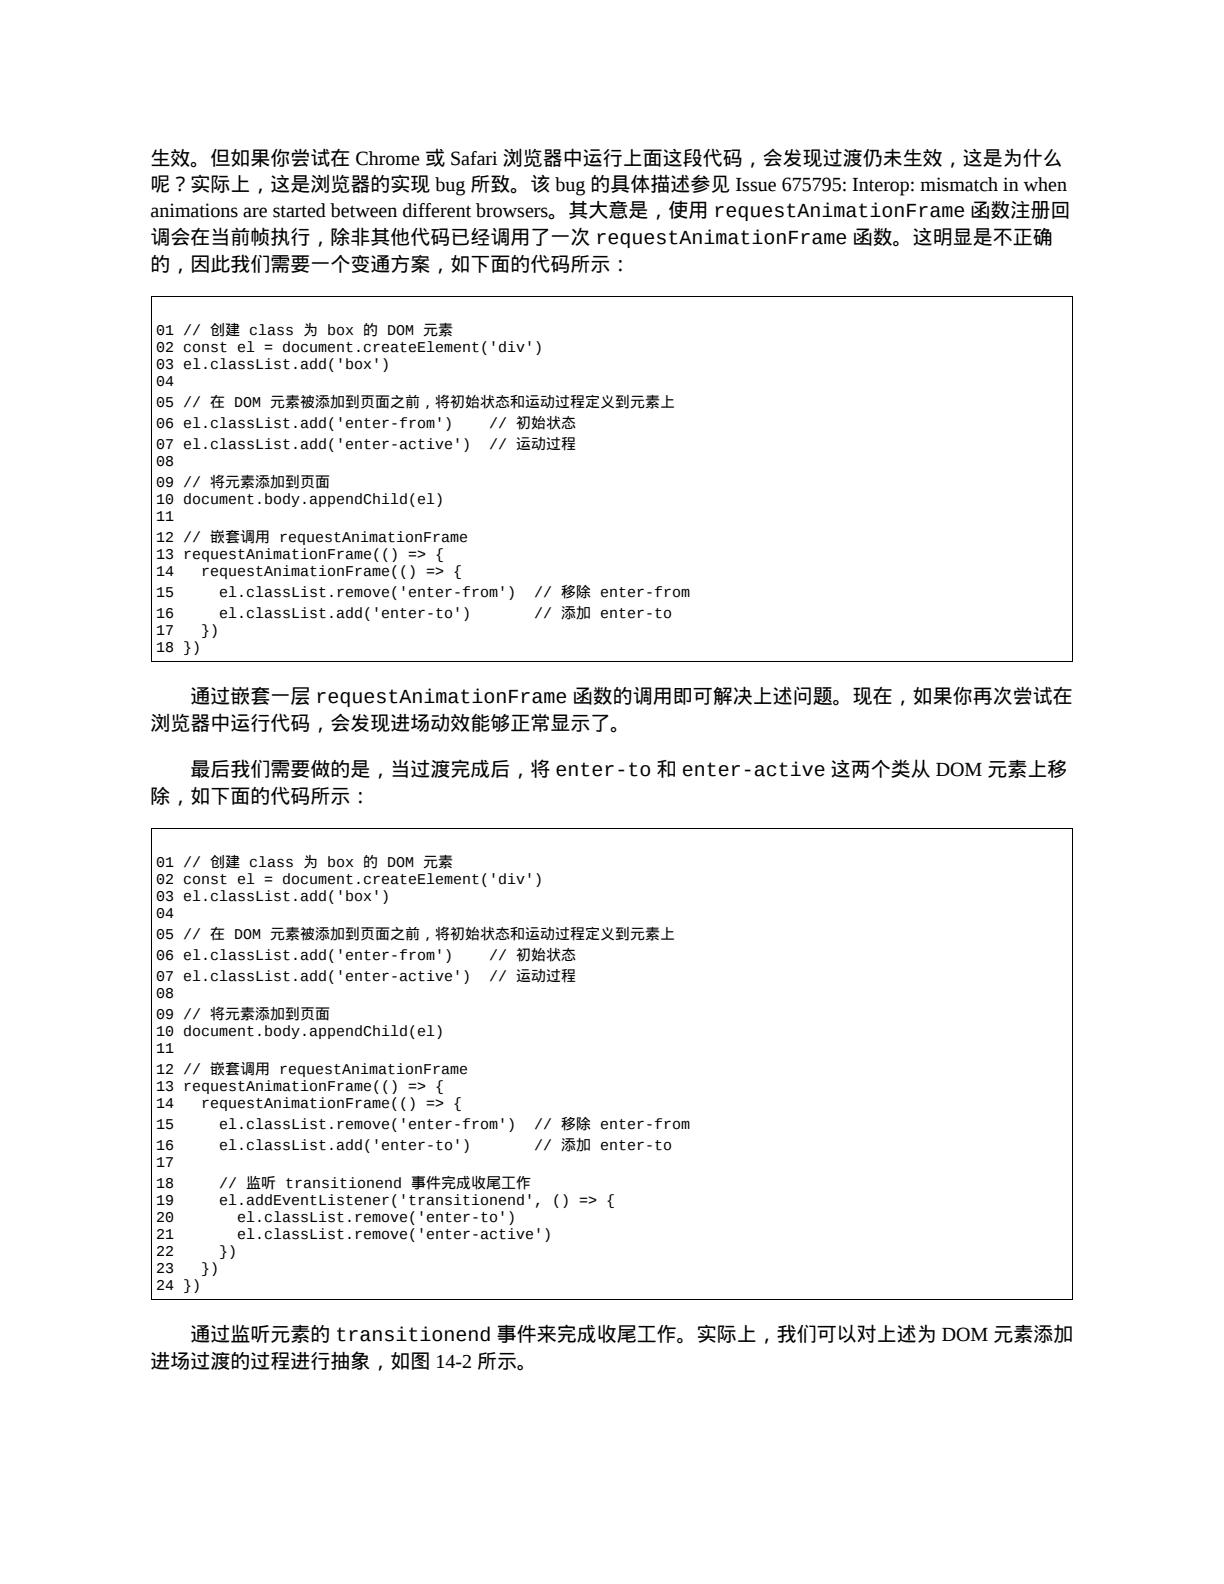 生效。但如果你尝试在 Chrome 或 Safari 浏览器中运行上面这段代码，会发现过渡仍未生效，这是为什么
呢？实际上，这是浏览器的实现 bug 所致。该 bug 的具体描述参见 Issue 675795: Interop: mismatch in when
animations are started between different browsers。其大意是，使用 requestAnimationFrame 函数注册回
调会在当前帧执行，除非其他代码已经调用了一次 requestAnimationFrame 函数。这明显是不正确
的，因此我们需要一个变通方案，如下面的代码所示：
01 // 创建 class 为 box 的 DOM 元素
02 const el = document.createElement('div')
03 el.classList.add('box')
04
05 // 在 DOM 元素被添加到页面之前，将初始状态和运动过程定义到元素上
06 el.classList.add('enter-from')    // 初始状态
07 el.classList.add('enter-active')  // 运动过程
08
09 // 将元素添加到页面
10 document.body.appendChild(el)
11
12 // 嵌套调用 requestAnimationFrame
13 requestAnimationFrame(() => {
14   requestAnimationFrame(() => {
15     el.classList.remove('enter-from')  // 移除 enter-from
16     el.classList.add('enter-to')       // 添加 enter-to
17   })
18 })
通过嵌套一层 requestAnimationFrame 函数的调用即可解决上述问题。现在，如果你再次尝试在
浏览器中运行代码，会发现进场动效能够正常显示了。
最后我们需要做的是，当过渡完成后，将 enter-to 和 enter-active 这两个类从 DOM 元素上移
除，如下面的代码所示：
01 // 创建 class 为 box 的 DOM 元素
02 const el = document.createElement('div')
03 el.classList.add('box')
04
05 // 在 DOM 元素被添加到页面之前，将初始状态和运动过程定义到元素上
06 el.classList.add('enter-from')    // 初始状态
07 el.classList.add('enter-active')  // 运动过程
08
09 // 将元素添加到页面
10 document.body.appendChild(el)
11
12 // 嵌套调用 requestAnimationFrame
13 requestAnimationFrame(() => {
14   requestAnimationFrame(() => {
15     el.classList.remove('enter-from')  // 移除 enter-from
16     el.classList.add('enter-to')       // 添加 enter-to
17
18     // 监听 transitionend 事件完成收尾工作
19     el.addEventListener('transitionend', () => {
20       el.classList.remove('enter-to')
21       el.classList.remove('enter-active')
22     })
23   })
24 })
通过监听元素的 transitionend 事件来完成收尾工作。实际上，我们可以对上述为 DOM 元素添加
进场过渡的过程进行抽象，如图 14-2 所示。